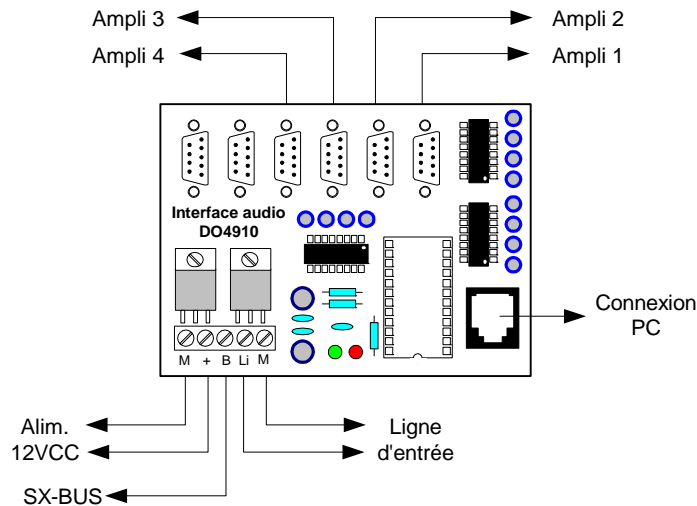 Ampli 3
Ampli 2
Ampli 4
Ampli 1
Interface audio
DO4910
Connexion
PC
M + B Li M
Alim.
12VCC
Ligne
d'entrée
SX-BUS